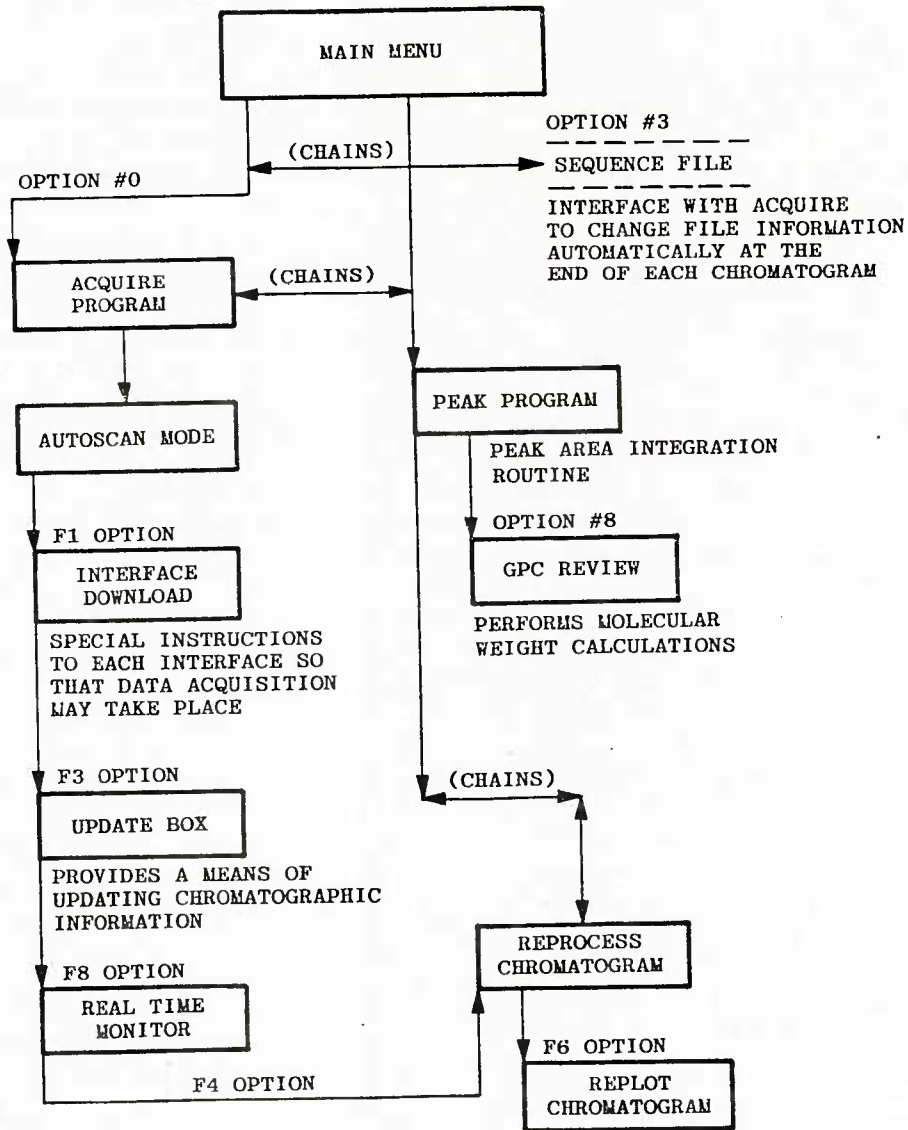 MAIN MENU
OPTION #3
(CHAINS)
SEQUENCE FILE
OPTION #0
INTERFACE WITH ACQUIRE
TO CHANGE FILE INFORMATION
AUTOMATICALLY AT THE
END OF EACH CHROMATOGRAM
ACQUIRE
PROGRAM
(CHAINS)
PEAK PROGRAM
AUTOSCAN MODE
PEAK AREA INTEGRATION
ROUTINE
F1 OPTION
OPTION #8
INTERFACE
DOWNLOAD
GPC REVIEW
SPECIAL INSTRUCTIONS
TO EACH INTERFACE SO
THAT DATA ACQUISITION
MAY TAKE PLACE
PERFORMS MOLECULAR
WEIGHT CALCULATIONS
F3 OPTION
(CHAINS)
UPDATE BOX
PROVIDES A MEANS OF
UPDATING CHROMATOGRAPHIC
INFORMATION
REPROCESS
CHROMATOGRAM
F8 OPTION
REAL TIME
MONITOR
F6 OPTION
F4 OPTION
REPLOT
CHROMATOGRAM